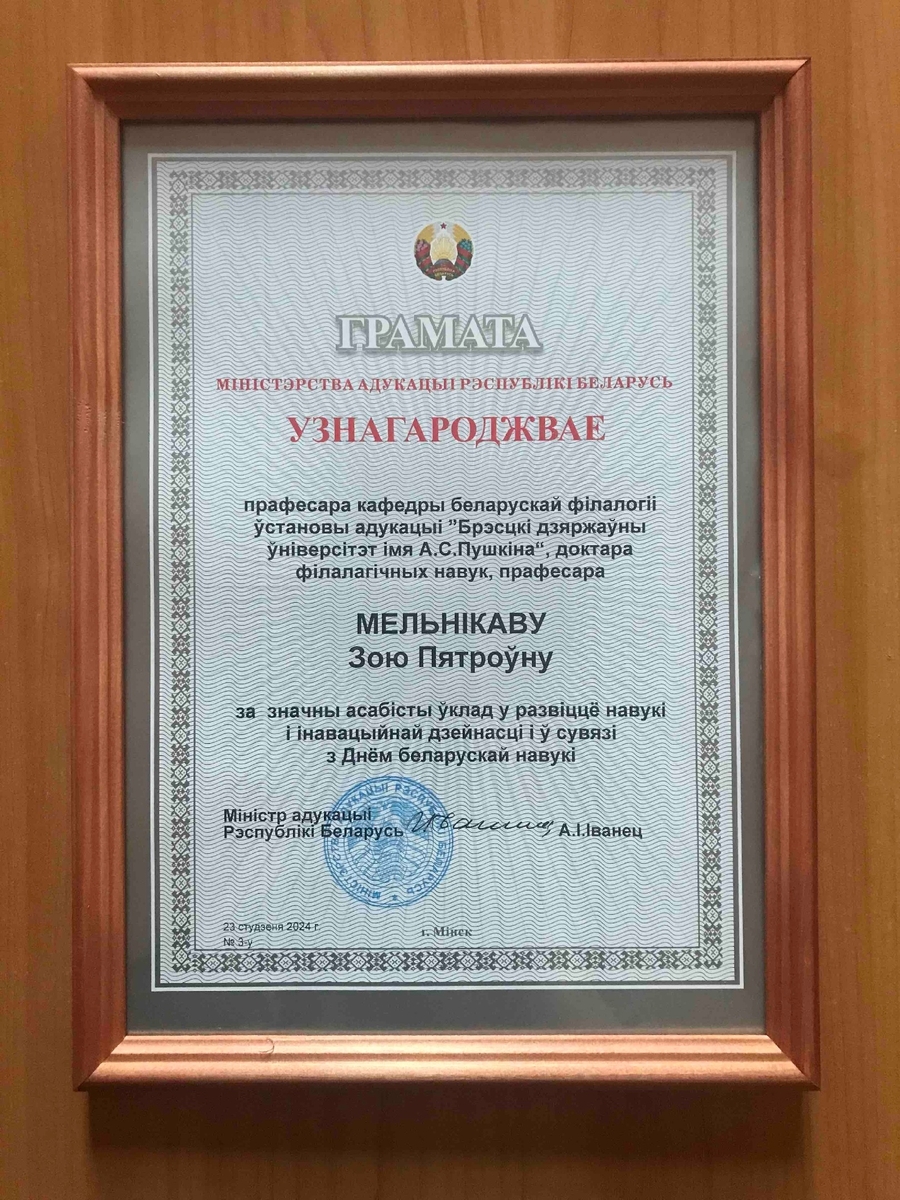 ГРАМАТА
МІНІСТЭРСТВА АДУКАЦЫІ РЭСПУБЛІКІ БЕЛАРУСЬ
УЗНАГАРОДЖВАЕ
прафесара кафедры беларускай філалогіі
ўстановы адукацыі ”Брэсцкі дзяржаўны
ўніверсітэт імя А.С.Пушкіна“, доктара
філалагічных навук, прафесара
МЕЛЬНІКАВУ
Зою Пятроўну
за значны асабісты ўклад у развіццё навукі
і інавацыйнай дзейнасці і ў сувязі
з Днём беларускай навукі
Міністр адукацыі
Рэспублікі Беларусь
А.І.Іванец
23 студзеня 2024 г.
№ 3-у
г. Мінск